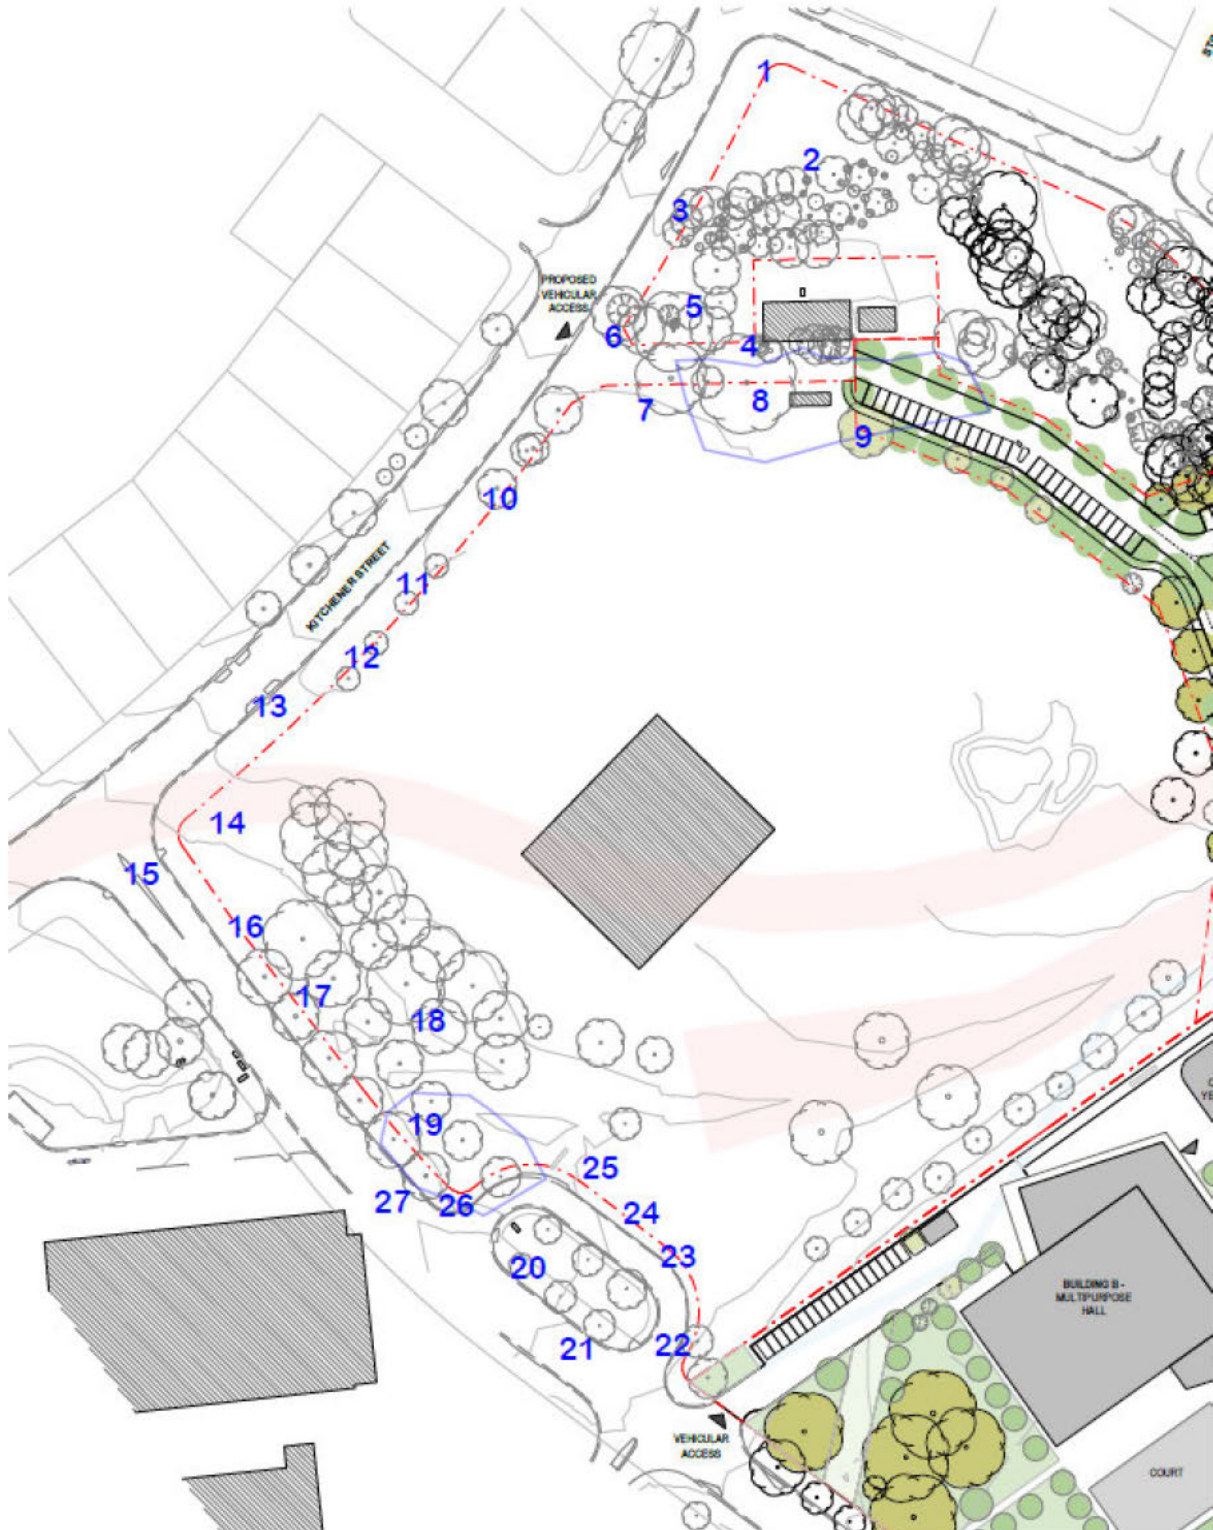 1
2
3
PROPOSED
VEHICULAR
ACCESS
5
6
4
7
8
9
10
KITCHENER STREET
11
12
13
14
15
16
17
18
19
25
27
26
24
23
20
21
22
BUILDING B -
MULTIPURPOSE
HALL
VEHICULAR
ACCESS
COURT